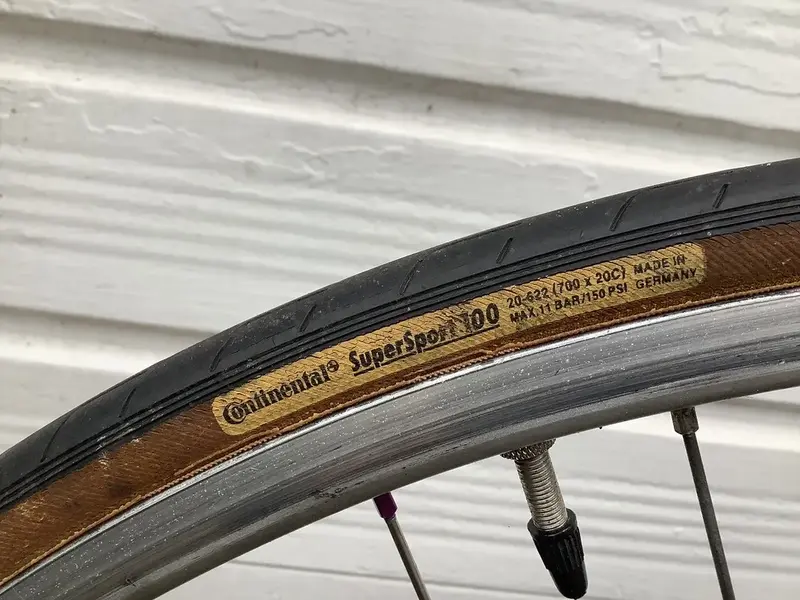 Continental® SuperSport 100
20-622 (700 x 20C) MADE IN
MAX. 11 BAR/150 PSI GERMANY